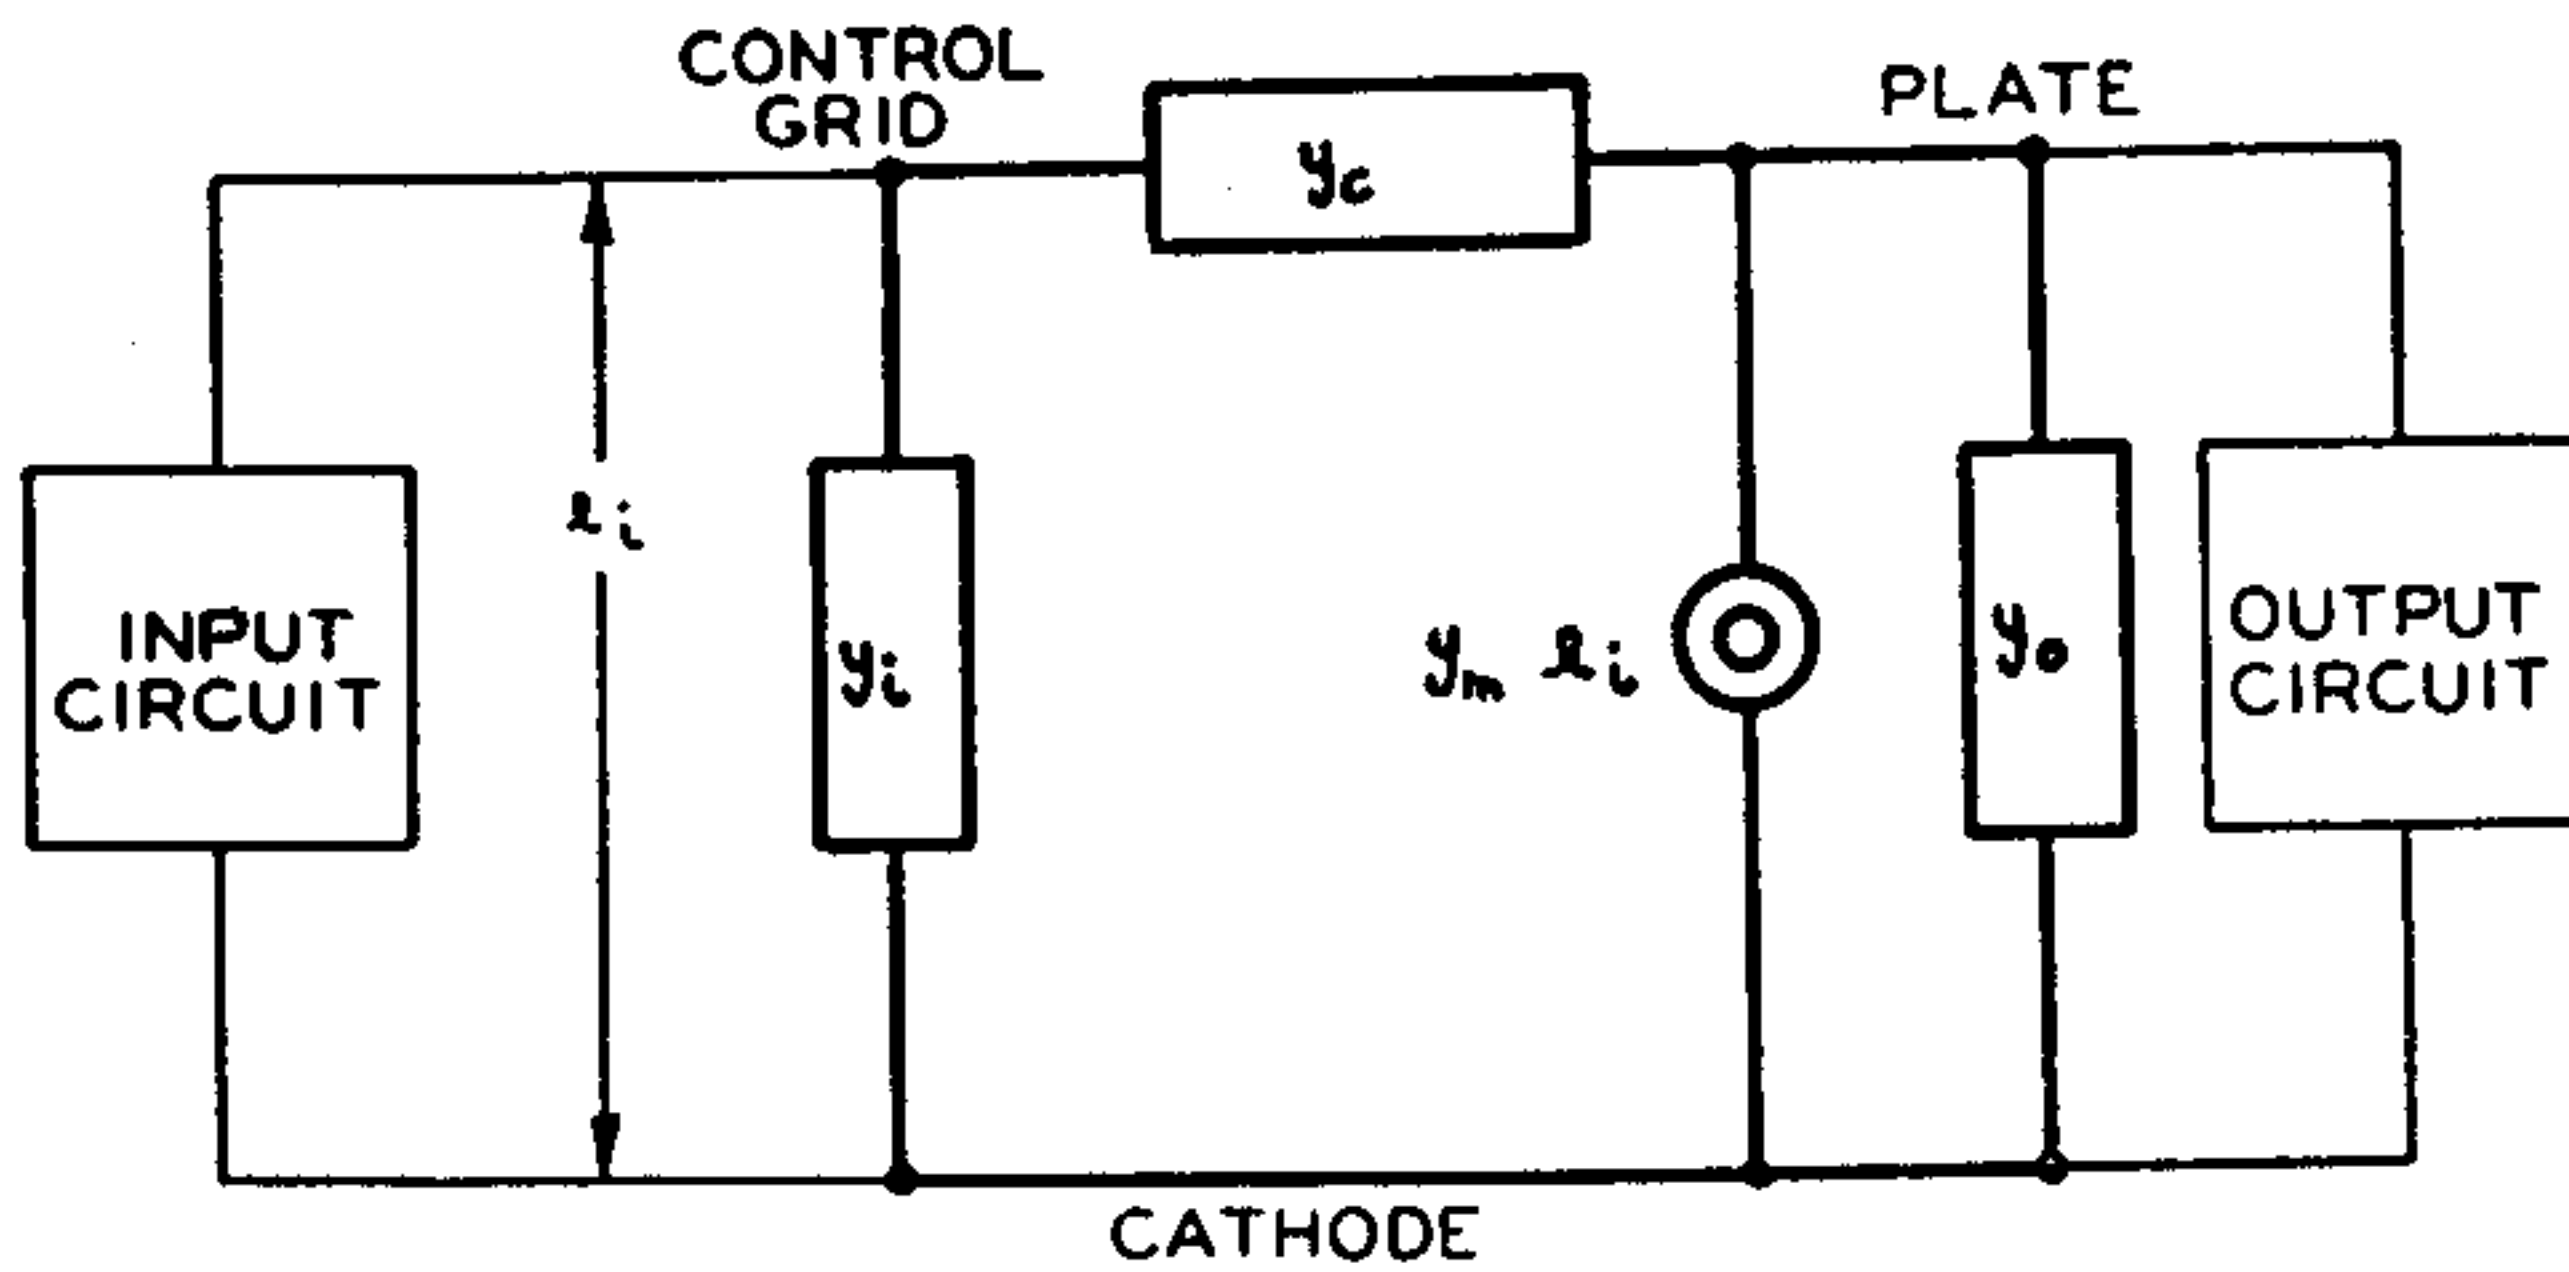 CONTROL
GRID
PLATE
yc
ei
INPUT
CIRCUIT
yi
ym ei
yo
OUTPUT
CIRCUIT
CATHODE